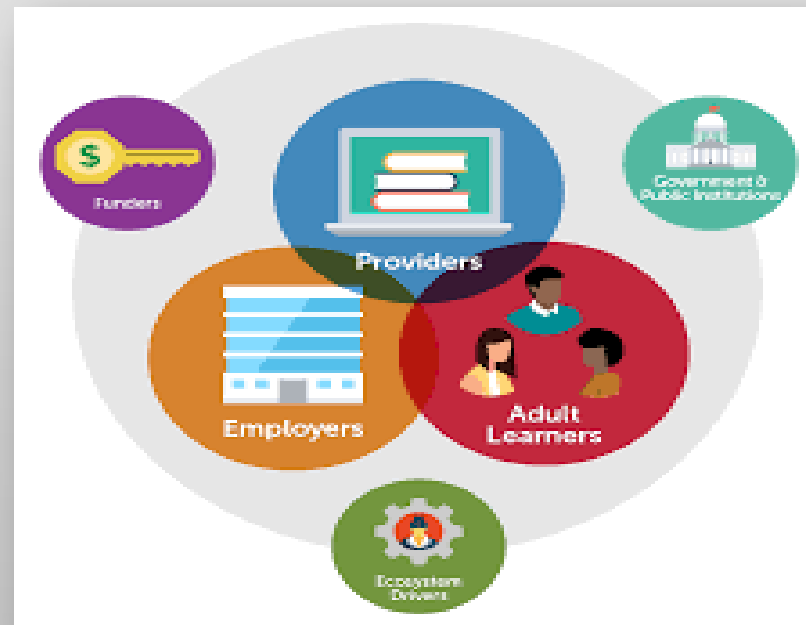 Funders
Government &
Public Institutions
$
Providers
Employers
Adult
Learners
Ecosystem
Drivers